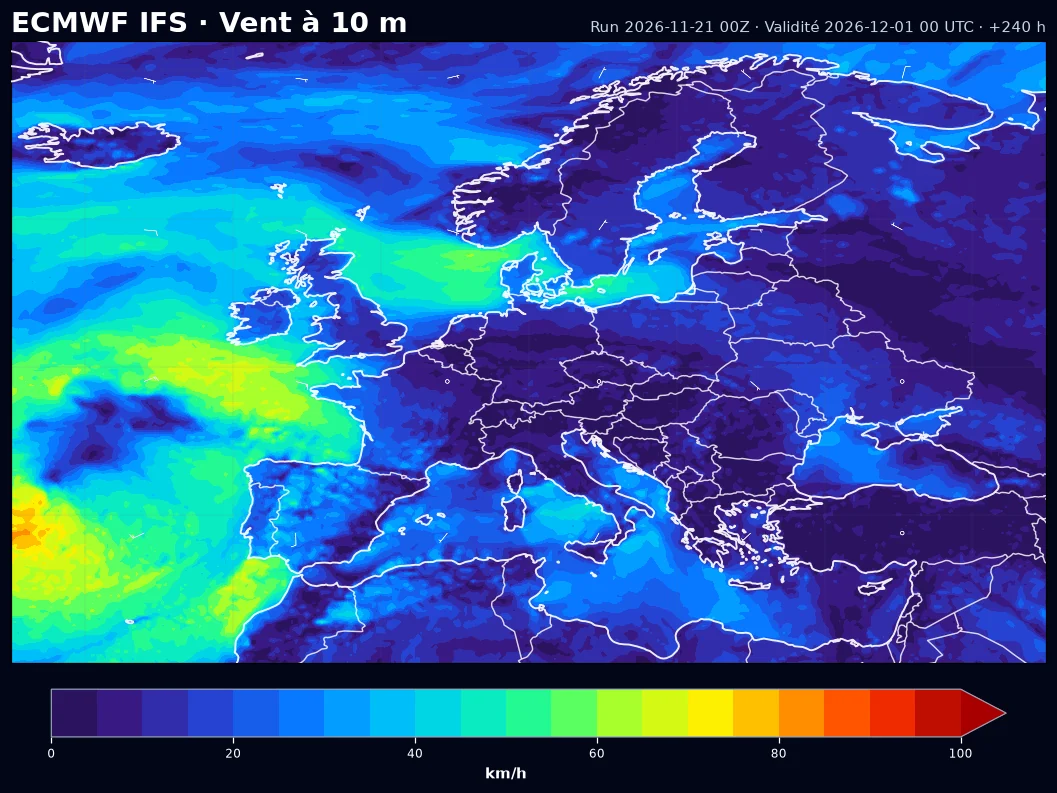 ECMWF IFS · Vent à 10 m
Run 2026-11-21 00Z · Validité 2026-12-01 00 UTC · +240 h
0 20 40 60 80 100
km/h